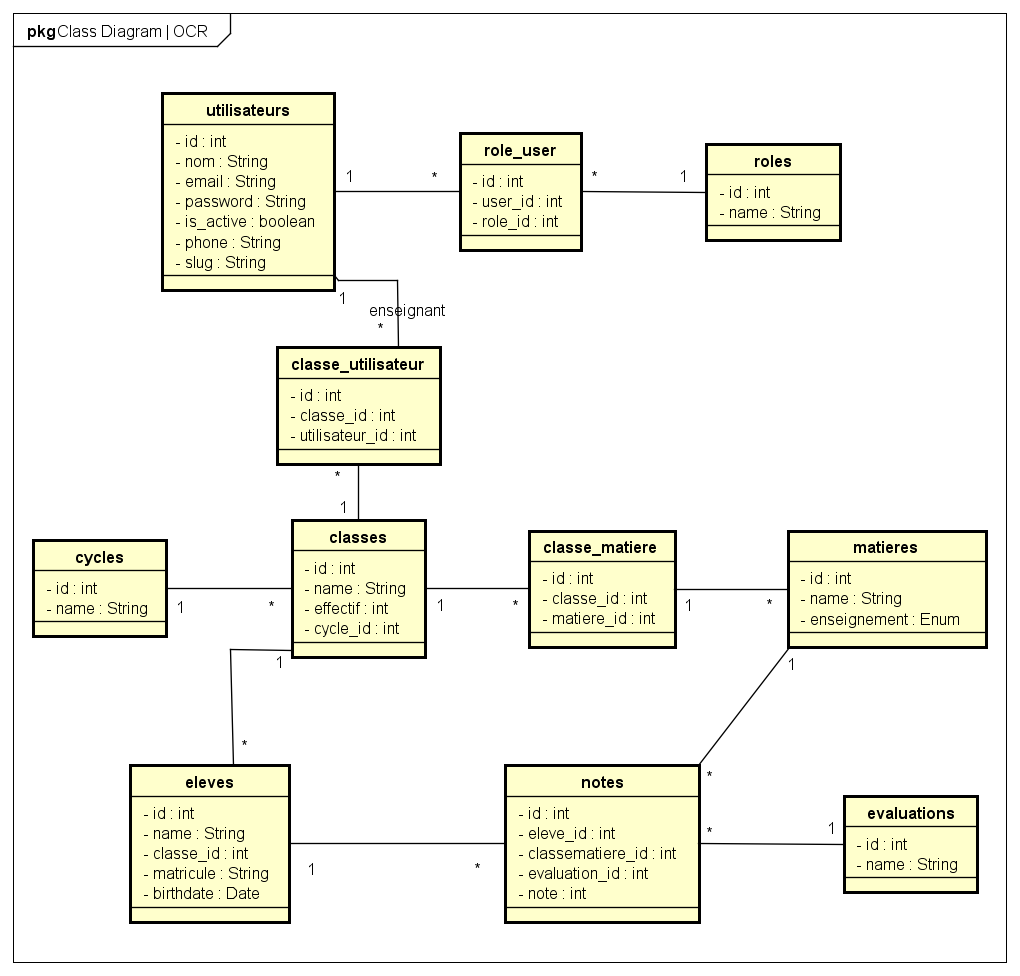 pkg Class Diagram | OCR
utilisateurs
- id : int
- nom : String
- email : String
- password : String
- is_active : boolean
- phone : String
- slug : String
1
*
role_user
- id : int
- user_id : int
- role_id : int
*
1
roles
- id : int
- name : String
1
enseignant
*
classe_utilisateur
- id : int
- classe_id : int
- utilisateur_id : int
*
1
cycles
- id : int
- name : String
1
*
classes
- id : int
- name : String
- effectif : int
- cycle_id : int
1
*
classe_matiere
- id : int
- classe_id : int
- matiere_id : int
1
*
matieres
- id : int
- name : String
- enseignement : Enum
1
*
1
*
eleves
- id : int
- name : String
- classe_id : int
- matricule : String
- birthdate : Date
1
*
notes
- id : int
- eleve_id : int
- classematiere_id : int
- evaluation_id : int
- note : int
*
1
evaluations
- id : int
- name : String